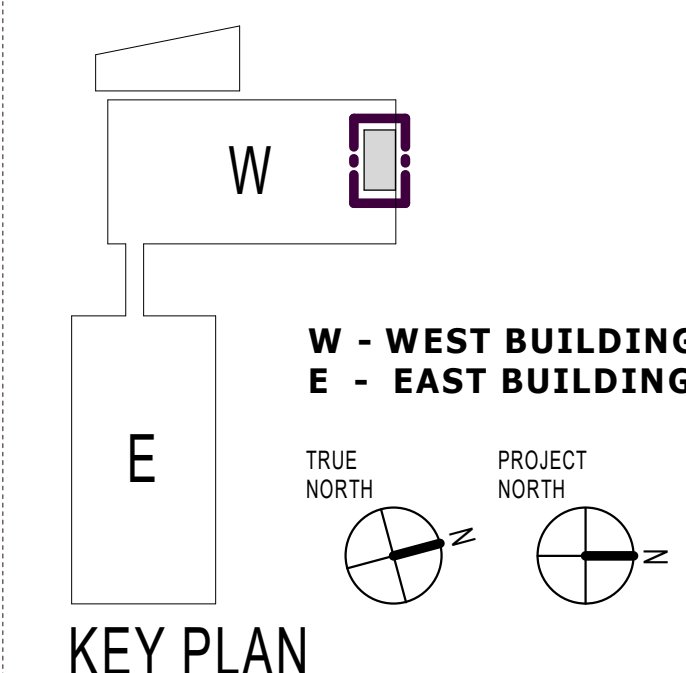 W
W - WEST BUILDING
E - EAST BUILDING
E
TRUE
NORTH
N
PROJECT
NORTH
N
KEY PLAN